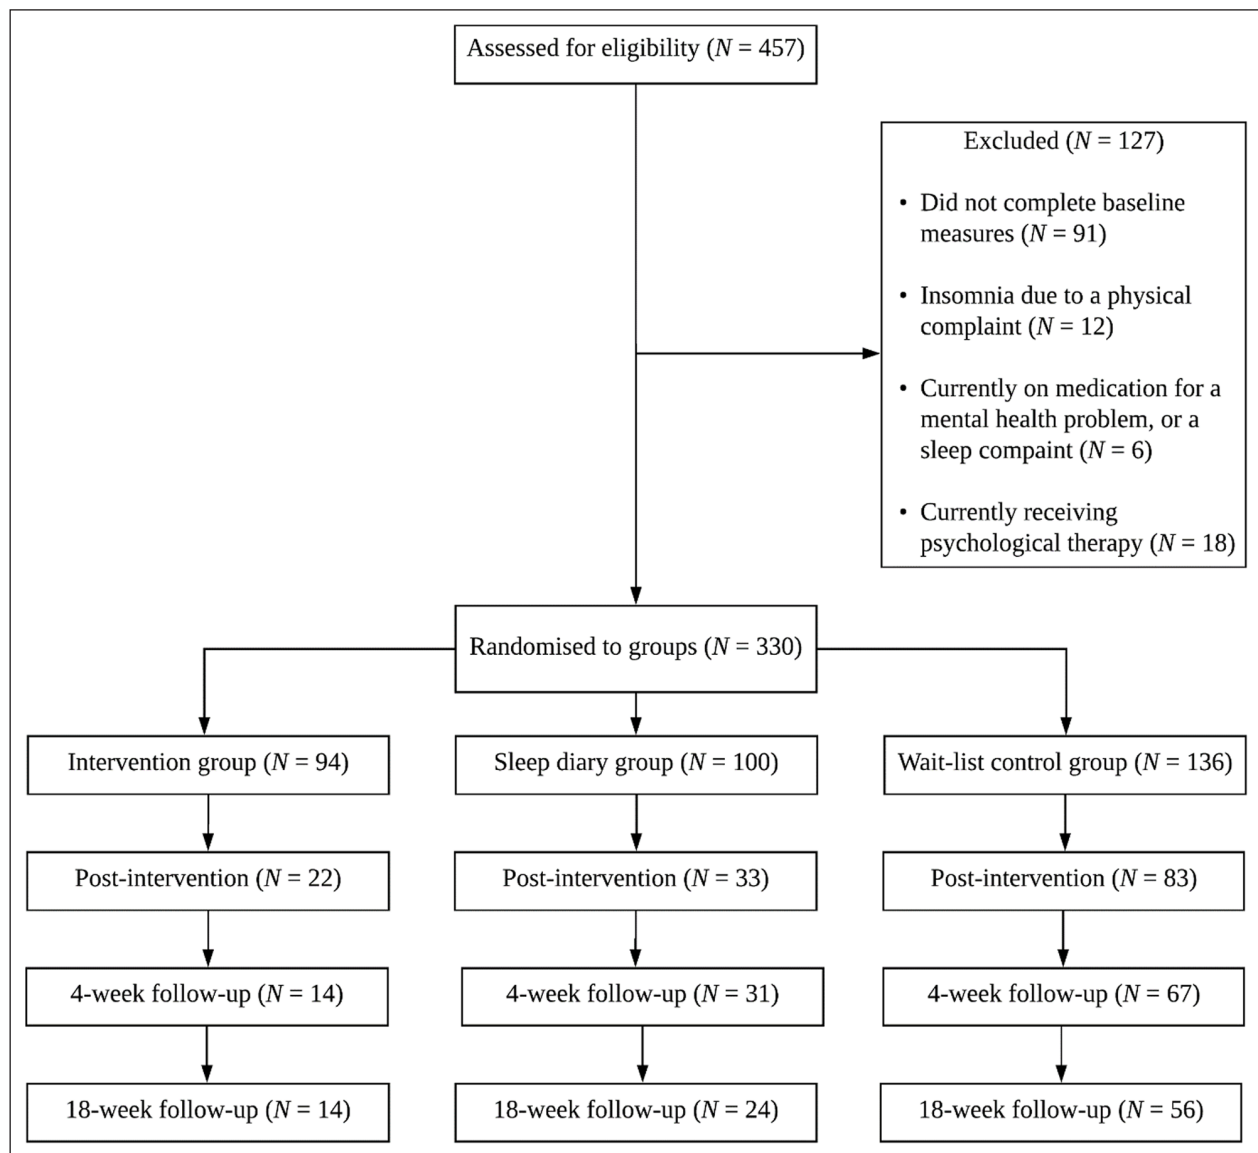 Assessed for eligibility (N = 457)
Excluded (N = 127)
• Did not complete baseline
measures (N = 91)
• Insomnia due to a physical
complaint (N = 12)
• Currently on medication for a
mental health problem, or a
sleep compaint (N = 6)
• Currently receiving
psychological therapy (N = 18)
Randomised to groups (N = 330)
Intervention group (N = 94)
Sleep diary group (N = 100)
Wait-list control group (N = 136)
Post-intervention (N = 22)
Post-intervention (N = 33)
Post-intervention (N = 83)
4-week follow-up (N = 14)
4-week follow-up (N = 31)
4-week follow-up (N = 67)
18-week follow-up (N = 14)
18-week follow-up (N = 24)
18-week follow-up (N = 56)